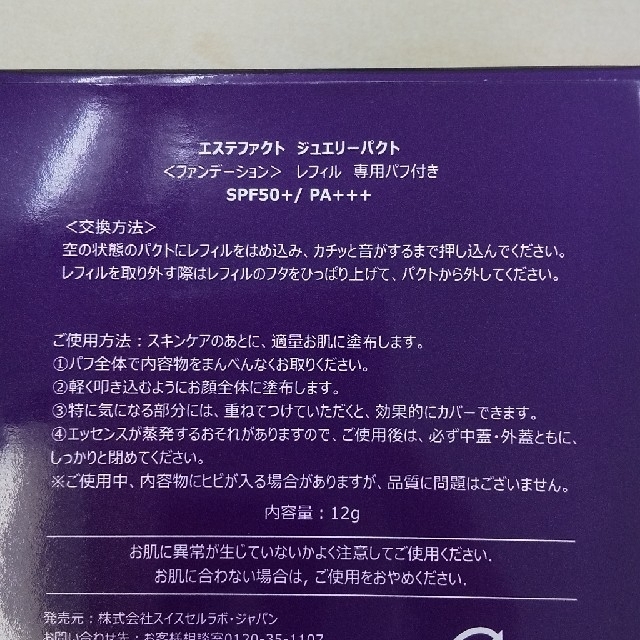 エステファクト ジュエリーパクト
＜ファンデーション＞ レフィル 専用パフ付き
SPF50+/ PA+++
＜交換方法＞
空の状態のパクトにレフィルをはめ込み、カチッと音がするまで押し込んでください。
レフィルを取り外す際はレフィルのフタをひっぱり上げて、パクトから外してください。
ご使用方法：スキンケアのあとに、適量お肌に塗布します。
①パフ全体で内容物をまんべんなくお取りください。
②軽く叩き込むようにお顔全体に塗布します。
③特に気になる部分には、重ねてつけていただくと、効果的にカバーできます。
④エッセンスが蒸発するおそれがありますので、ご使用後は、必ず中蓋・外蓋ともに、
しっかりと閉めてください。
※ご使用中、内容物にヒビが入る場合がありますが、品質に問題はございません。
内容量：12g
お肌に異常が生じていないかよく注意してご使用ください.
お肌に合わない場合は, ご使用をおやめください.
発売元：株式会社スイスセルラボ・ジャパン
お問い合わせ先：お客様相談室0120-35-1107